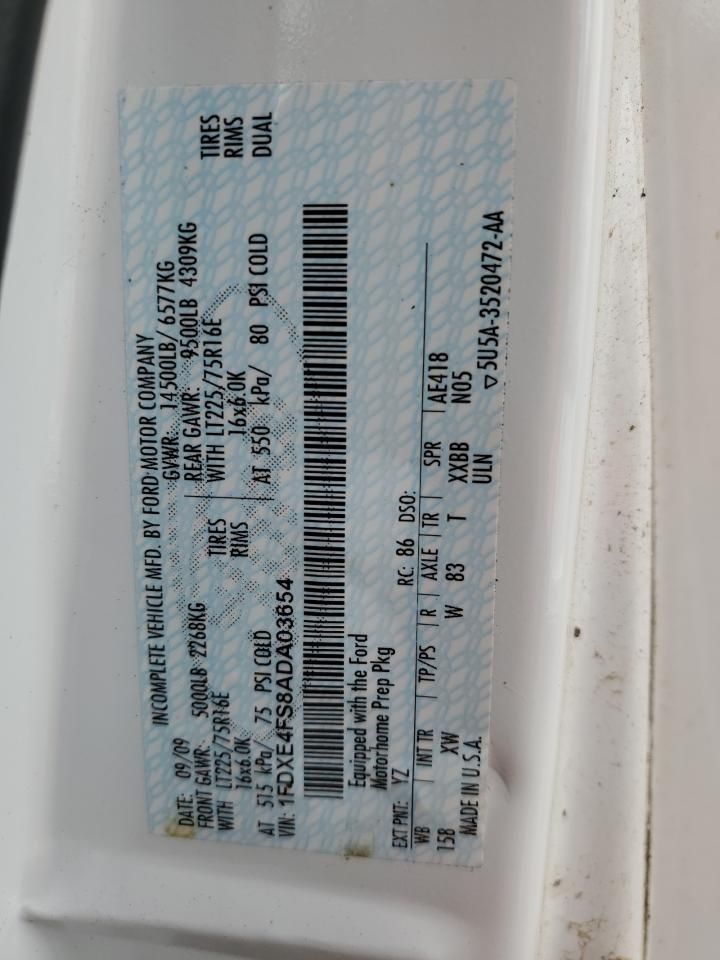 INCOMPLETE VEHICLE MFD. BY FORD MOTOR COMPANY
DATE: 09/09 GVWR: 14500LB/ 6577KG
FRONT GAWR: 5000LB 2268KG REAR GAWR: 9500LB 4309KG
WITH LT225/75R16E TIRES WITH LT225/75R16E TIRES
16x6.0K RIMS 16x6.0K RIMS
AT 515 kPa/ 75 PSI COLD AT 550 kPa/ 80 PSI COLD DUAL
VIN: 1FDXE4FS8ADA03654
Equipped with the Ford
Motorhome Prep Pkg
EXT PNT: YZ RC: 86 DSO:
WB INT TR TP/PS R AXLE TR SPR AE418
158 XW W 83 T XXBB N05
MADE IN U.S.A. ULN
▽5U5A-3520472-AA